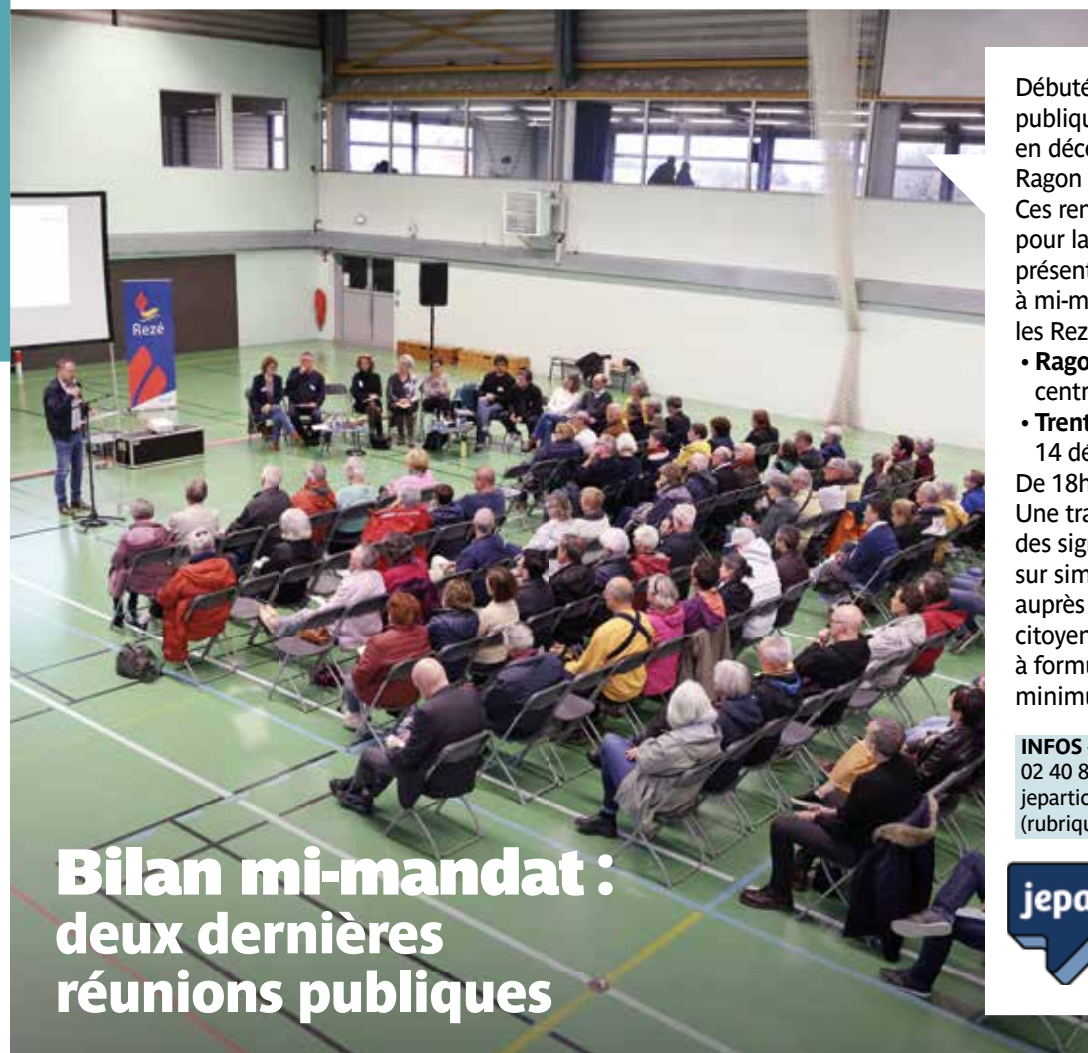 Rezé
Bilan mi-mandat :
deux dernières
réunions publiques
Débuté
publiqu
en déce
Ragon
Ces ren
pour la
présent
à mi-m
les Rez
• Rago
centr
• Trent
14 dé
De 18h
Une tra
des sign
sur sim
auprès
citoyen
à formu
minimu
INFOS
02 40 8
jepartic
(rubriqu
jepa